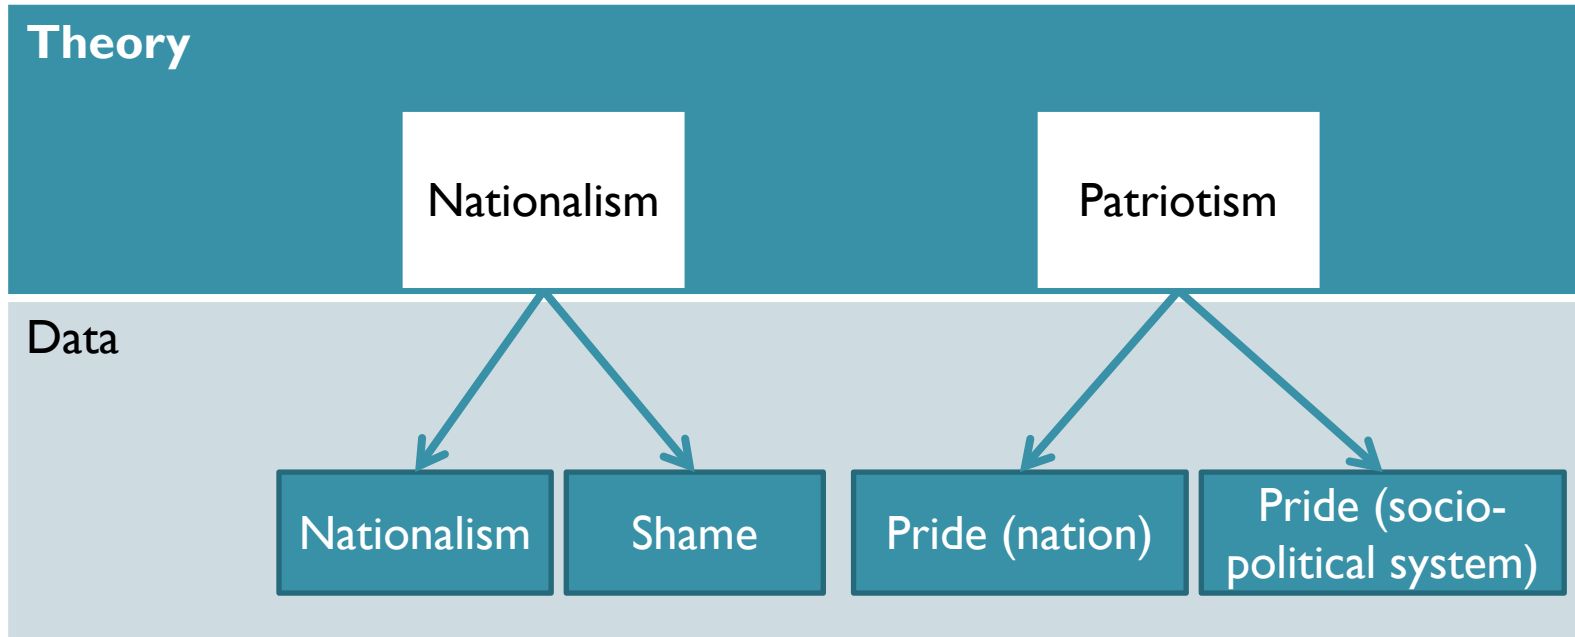 Theory
Nationalism
Patriotism
Data
Nationalism
Shame
Pride (nation)
Pride (socio-
political system)